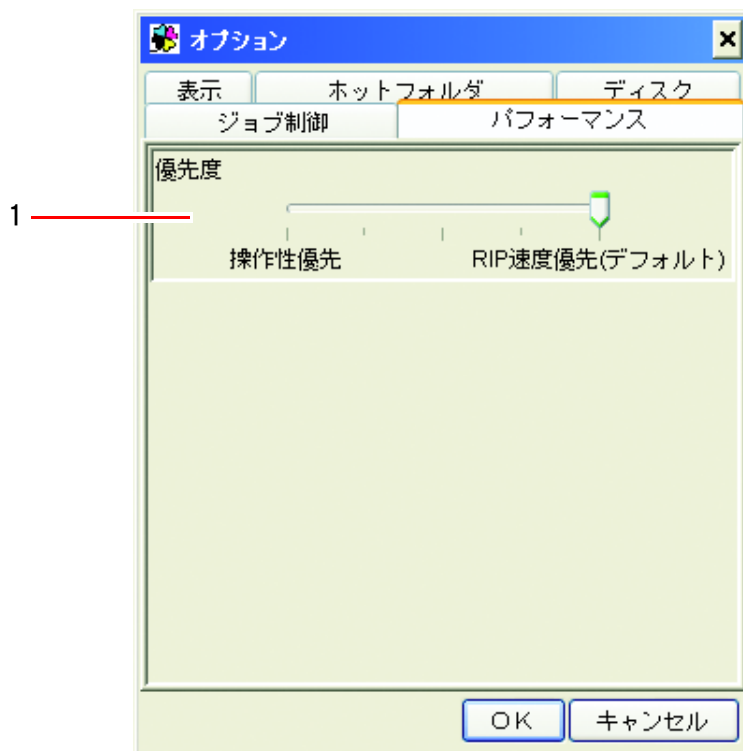 オプション
表示 ホットフォルダ ディスク
ジョブ制御 パフォーマンス
優先度
1
操作性優先 RIP速度優先(デフォルト)
OK キャンセル